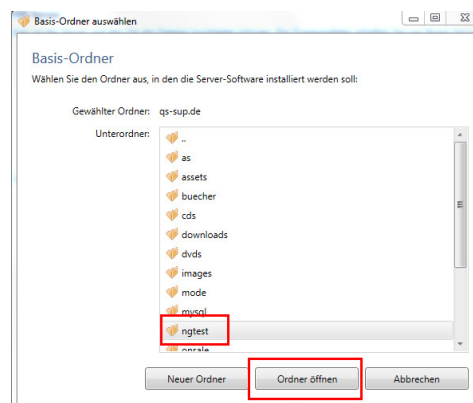 Basis-Ordner auswählen
Basis-Ordner
Wählen Sie den Ordner aus, in den die Server-Software installiert werden soll:
Gewählter Ordner: qs-sup.de
Unterordner:
..
as
assets
buecher
cds
downloads
dvds
images
mode
mysql
ngtest
onsale
Neuer Ordner Ordner öffnen Abbrechen